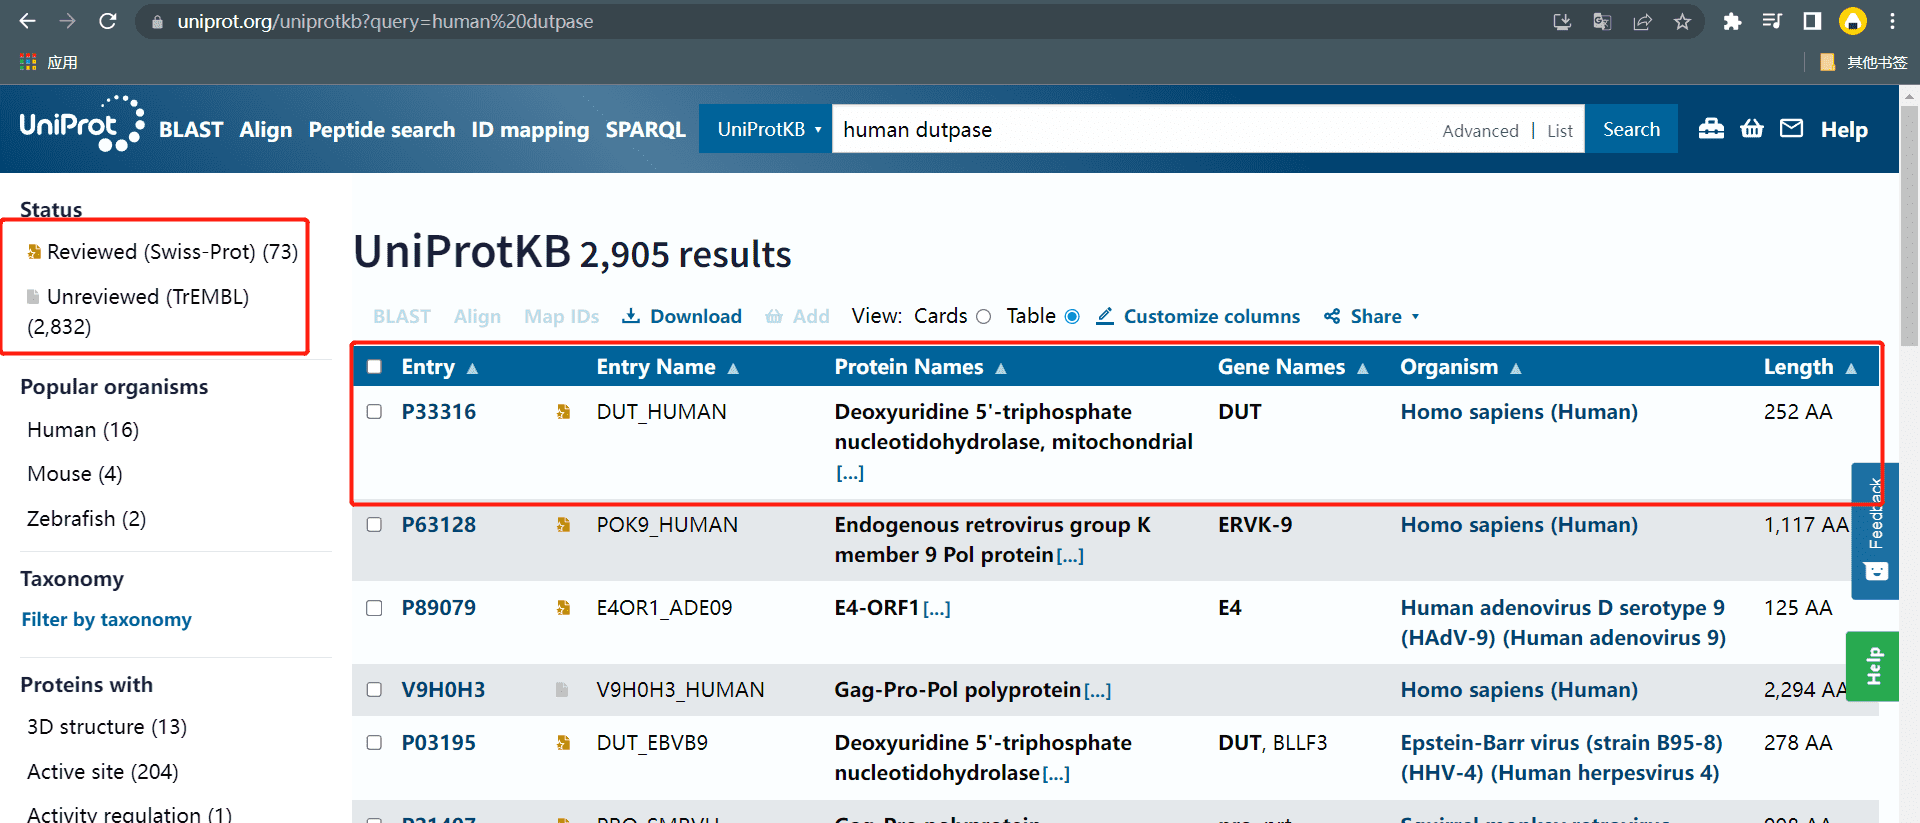 uniprot.org/uniprotkb?query=human%20dutpase
应用
其他书签
UniProt BLAST Align Peptide search ID mapping SPARQL UniProtKB ▾ human dutpase Advanced | List Search Help
Status
Reviewed (Swiss-Prot) (73)
Unreviewed (TrEMBL)
(2,832)
Popular organisms
Human (16)
Mouse (4)
Zebrafish (2)
Taxonomy
Filter by taxonomy
Proteins with
3D structure (13)
Active site (204)
Activity regulation (1)
UniProtKB 2,905 results
BLAST Align Map IDs Download Add View: Cards Table Customize columns Share ▾
Entry ▲ Entry Name ▲ Protein Names ▲ Gene Names ▲ Organism ▲ Length ▲
P33316 DUT_HUMAN Deoxyuridine 5'-triphosphate DUT Homo sapiens (Human) 252 AA
nucleotidohydrolase, mitochondrial
[...]
P63128 POK9_HUMAN Endogenous retrovirus group K ERVK-9 Homo sapiens (Human) 1,117 AA
member 9 Pol protein[...]
P89079 E4OR1_ADE09 E4-ORF1[...] E4 Human adenovirus D serotype 9 125 AA
(HAdV-9) (Human adenovirus 9)
V9H0H3 V9H0H3_HUMAN Gag-Pro-Pol polyprotein[...] Homo sapiens (Human) 2,294 AA
P03195 DUT_EBVB9 Deoxyuridine 5'-triphosphate DUT, BLLF3 Epstein-Barr virus (strain B95-8) 278 AA
nucleotidohydrolase[...] (HHV-4) (Human herpesvirus 4)
Feedback
Help